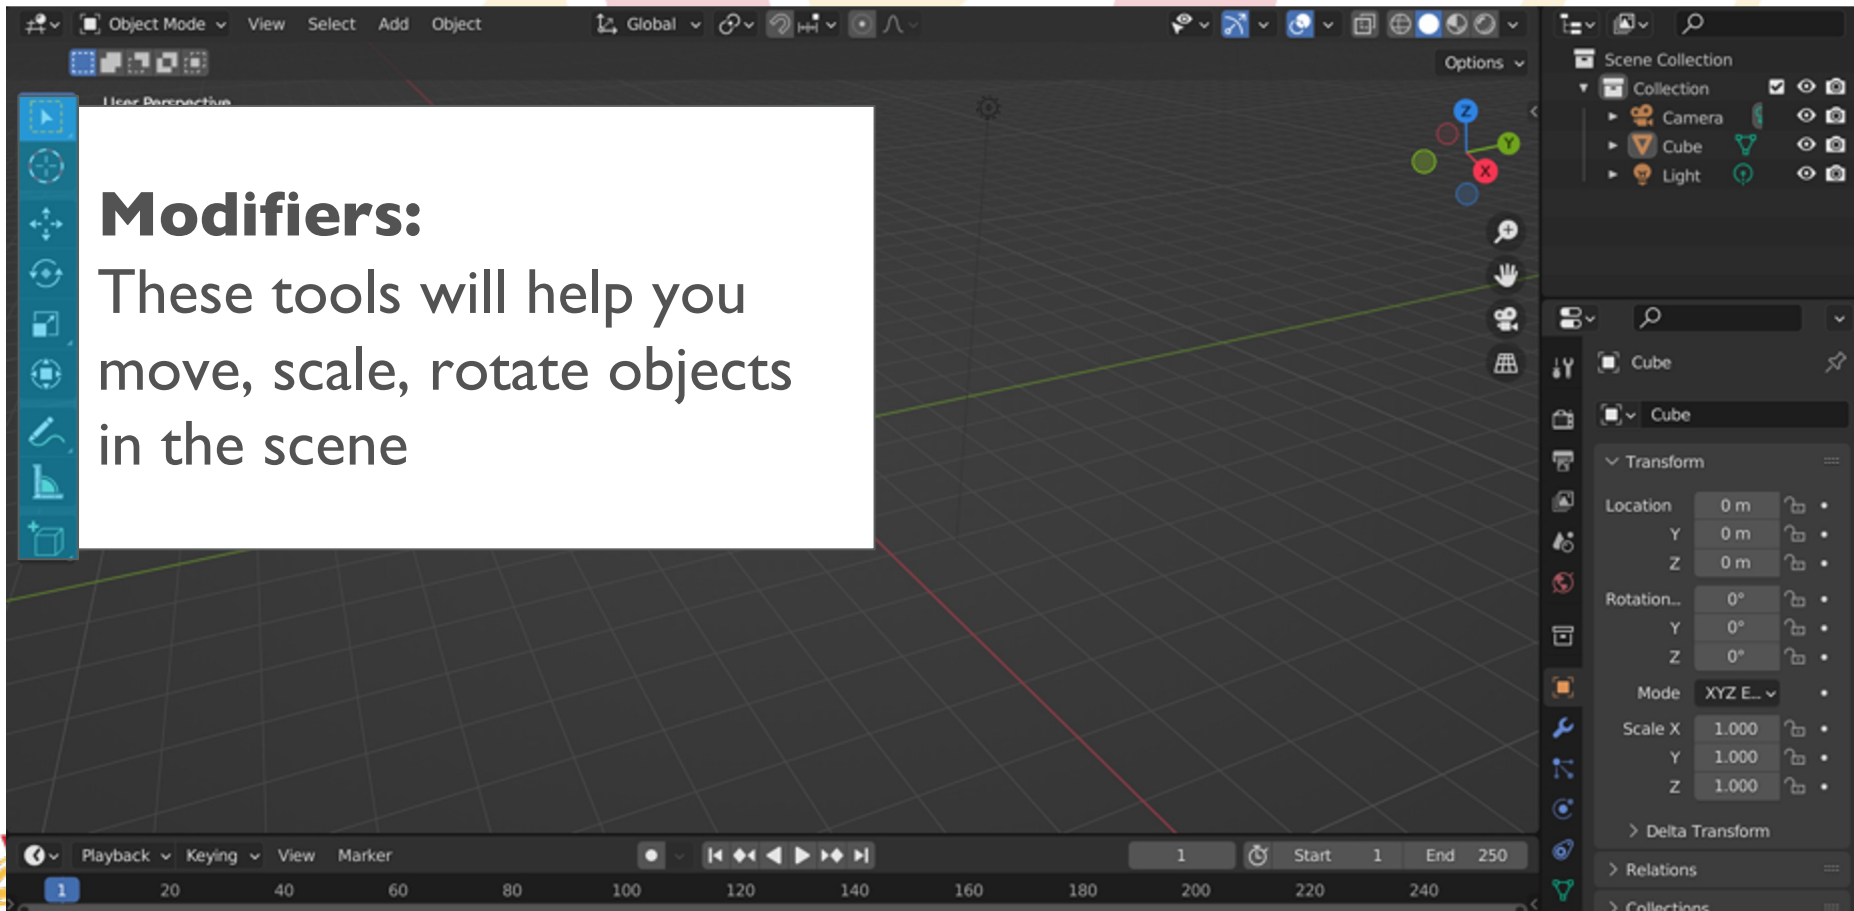 Object Mode View Select Add Object Global
Options
User Perspective
Modifiers:
These tools will help you
move, scale, rotate objects
in the scene
Z
Y
X
Scene Collection
Collection
Camera
Cube
Light
Cube
Cube
Transform
Location 0 m
Y 0 m
Z 0 m
Rotation... 0°
Y 0°
Z 0°
Mode XYZ E...
Scale X 1.000
Y 1.000
Z 1.000
Delta Transform
Relations
Collections
Playback Keying View Marker 1 Start 1 End 250
1 20 40 60 80 100 120 140 160 180 200 220 240